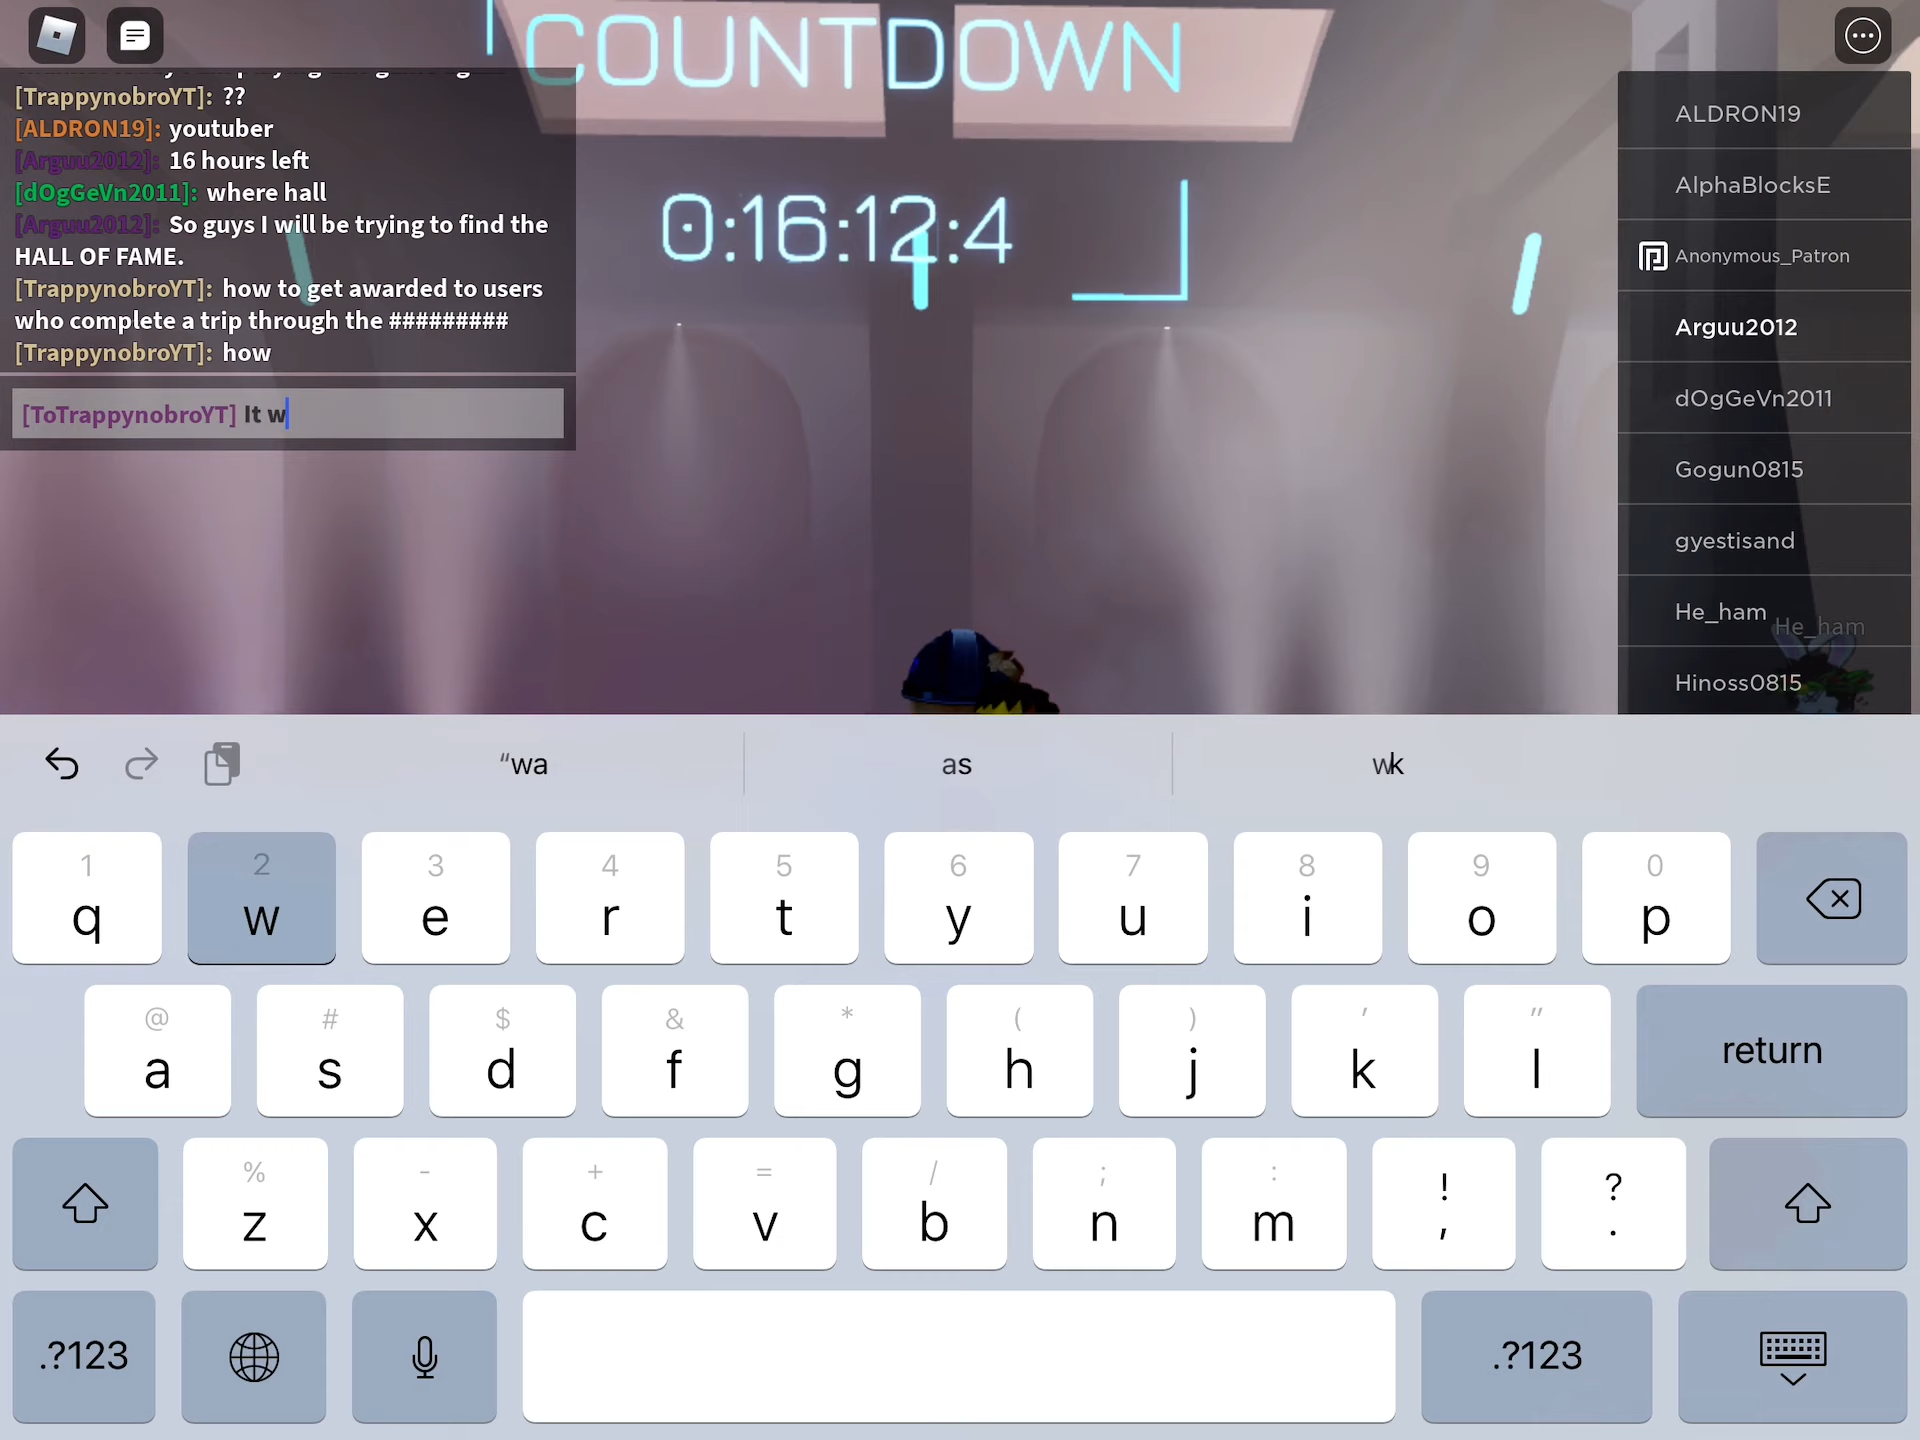 COUNTDOWN
0:16:12:4
[TrappynobroYT]: ??
[ALDRON19]: youtuber
[Arguu2012]: 16 hours left
[dOgGeVn2011]: where hall
[Arguu2012]: So guys I will be trying to find the
HALL OF FAME.
[TrappynobroYT]: how to get awarded to users
who complete a trip through the #########
[TrappynobroYT]: how
[ToTrappynobroYT] It w
ALDRON19
AlphaBlocksE
Anonymous_Patron
Arguu2012
dOgGeVn2011
Gogun0815
gyestisand
He_ham
He_ham
Hinoss0815
“wa as wk
1 2 3 4 5 6 7 8 9 0
q w e r t y u i o p
@ # $ & * ( ) ' "
a s d f g h j k l return
% - + = / ; : ! ?
z x c v b n m , .
.?123 .?123